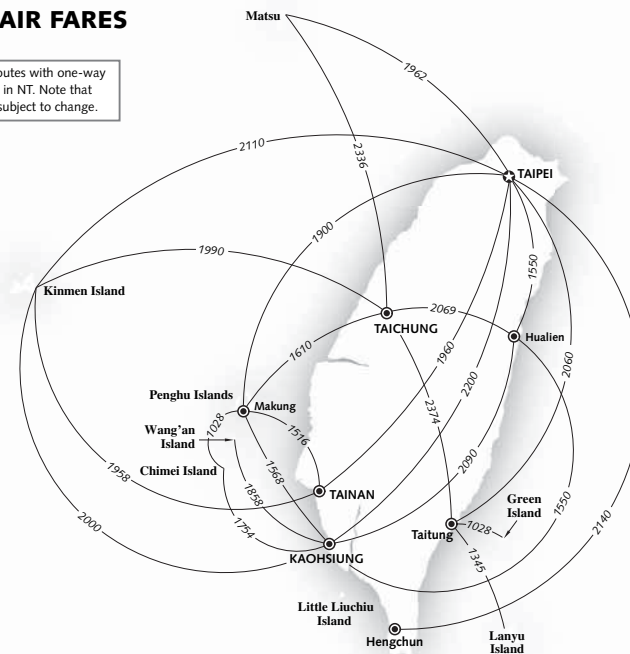 AIR FARES
utes with one-way
in NT. Note that
subject to change.
Matsu
1962
2336
2110
TAIPEI
1900
1990
1550
Kinmen Island
2069
TAICHUNG
Hualien
1610
1960
2060
2200
2374
Penghu Islands
Makung
1028
Wang'an
Island
1516
2090
Chimei Island
1568
1958
1858
TAINAN
Green
Island
1550
2140
2000
1754
Taitung
1028
KAOHSIUNG
1345
Little Liuchiu
Island
Hengchun
Lanyu
Island